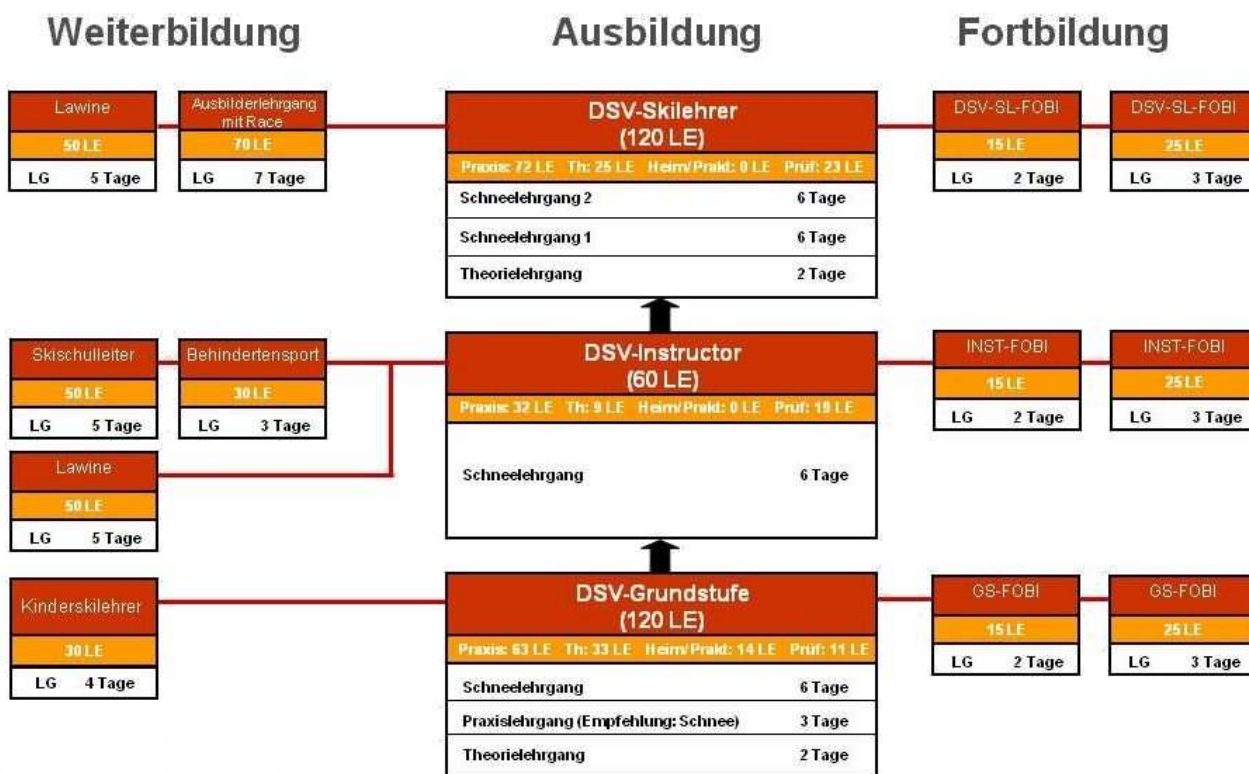 Weiterbildung
Ausbildung
Fortbildung
Lawine
50 LE
LG 5 Tage
Ausbilderlehrgang
mit Race
70 LE
LG 7 Tage
DSV-Skilehrer
(120 LE)
Praxis: 72 LE Th: 25 LE Heim/Prakt: 0 LE Prüf: 23 LE
Schneelehrgang 2 6 Tage
Schneelehrgang 1 6 Tage
Theorielehrgang 2 Tage
DSV-SL-FOBI
15 LE
LG 2 Tage
DSV-SL-FOBI
25 LE
LG 3 Tage
Skischulleiter
50 LE
LG 5 Tage
Behindertensport
30 LE
LG 3 Tage
Lawine
50 LE
LG 5 Tage
DSV-Instructor
(60 LE)
Praxis: 32 LE Th: 9 LE Heim/Prakt: 0 LE Prüf: 19 LE
Schneelehrgang 6 Tage
INST-FOBI
15 LE
LG 2 Tage
INST-FOBI
25 LE
LG 3 Tage
Kinderskilehrer
30 LE
LG 4 Tage
DSV-Grundstufe
(120 LE)
Praxis: 63 LE Th: 33 LE Heim/Prakt: 14 LE Prüf: 11 LE
Schneelehrgang 6 Tage
Praxislehrgang (Empfehlung: Schnee) 3 Tage
Theorielehrgang 2 Tage
GS-FOBI
15 LE
LG 2 Tage
GS-FOBI
25 LE
LG 3 Tage